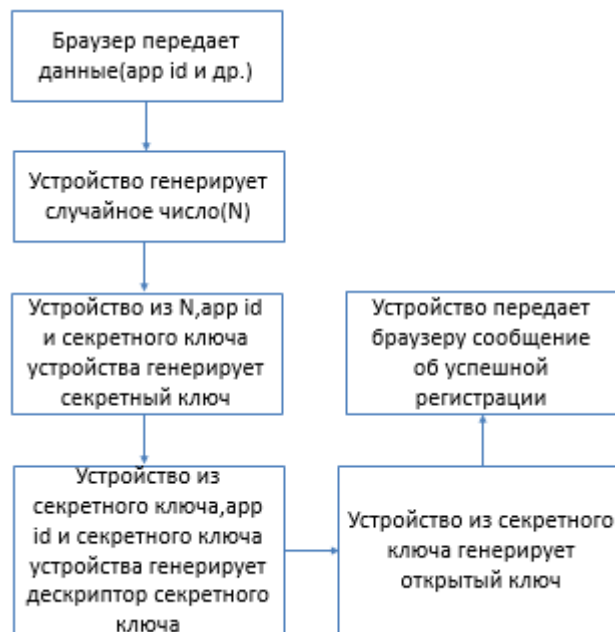 Браузер передает
данные(app id и др.)
Устройство генерирует
случайное число(N)
Устройство из N,app id
и секретного ключа
устройства генерирует
секретный ключ
Устройство из
секретного ключа,app
id и секретного ключа
устройства генерирует
дескриптор секретного
ключа
Устройство из секретного
ключа генерирует
открытый ключ
Устройство передает
браузеру сообщение
об успешной
регистрации